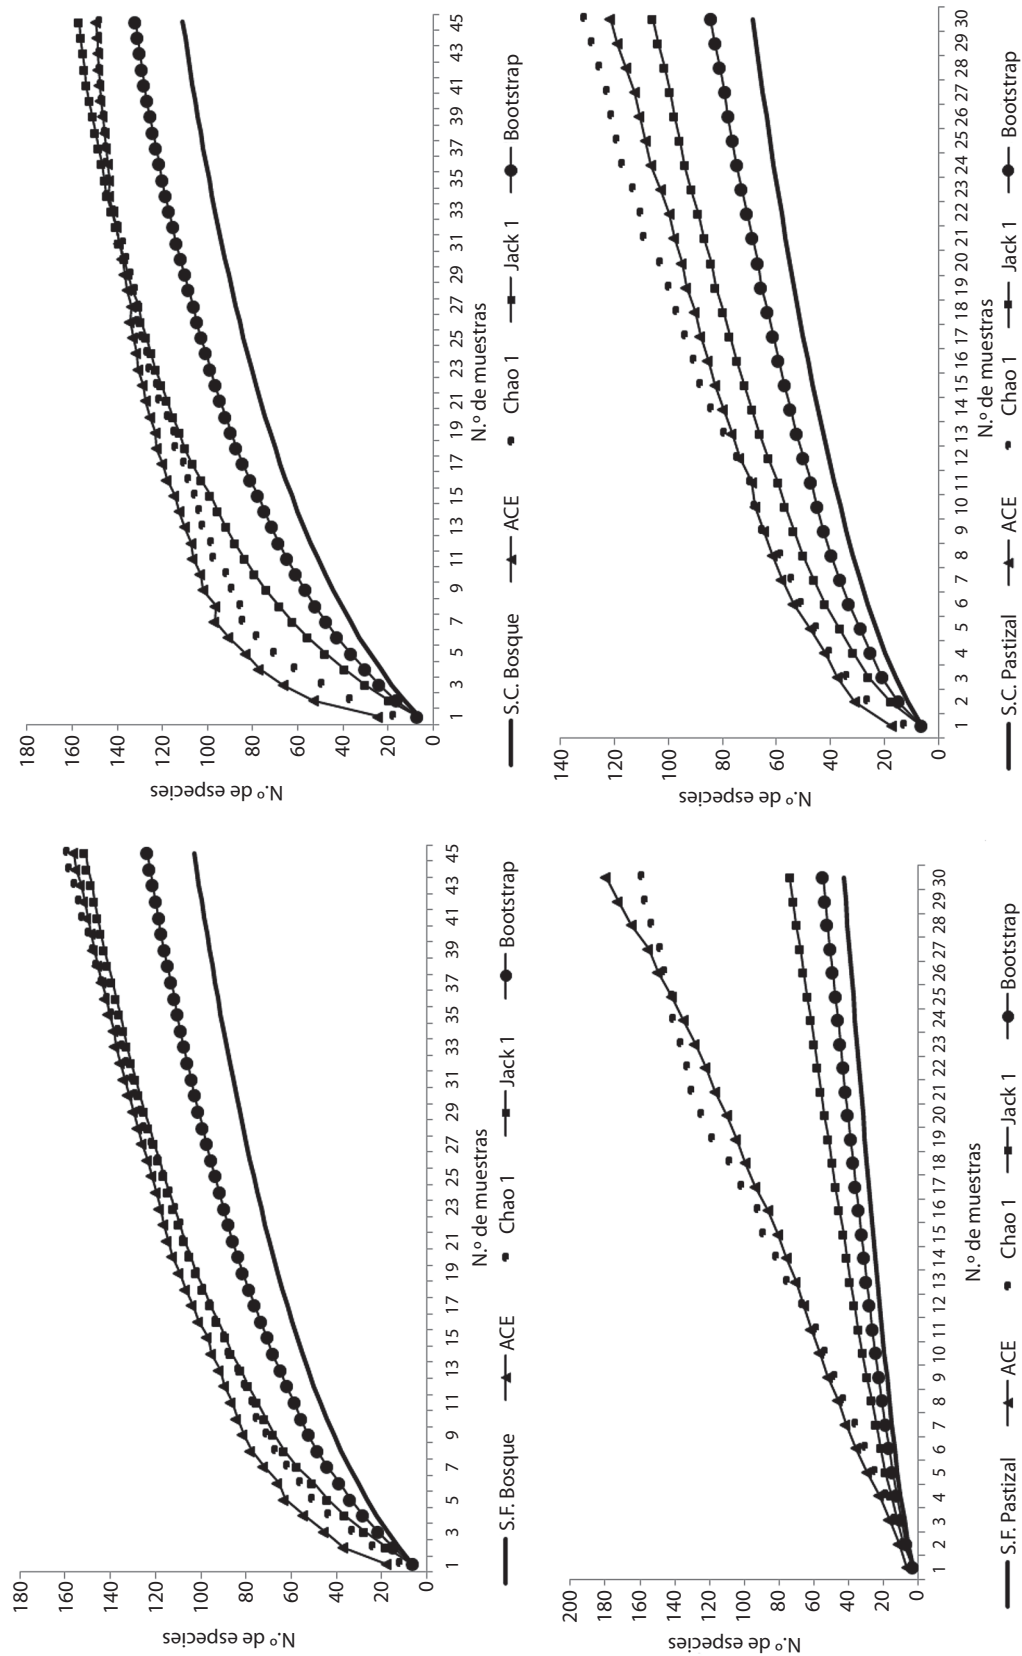 N.º de especies
180
160
140
120
100
80
60
40
20
0
1 3 5 7 9 11 13 15 17 19 21 23 25 27 29 31 33 35 37 39 41 43 45
N.º de muestras
S.F. Bosque ACE Chao 1 Jack 1 Bootstrap
N.º de especies
180
160
140
120
100
80
60
40
20
0
1 3 5 7 9 11 13 15 17 19 21 23 25 27 29 31 33 35 37 39 41 43 45
N.º de muestras
S.C. Bosque ACE Chao 1 Jack 1 Bootstrap
N.º de especies
200
180
160
140
120
100
80
60
40
20
0
1 2 3 4 5 6 7 8 9 10 11 12 13 14 15 16 17 18 19 20 21 22 23 24 25 26 27 28 29 30
N.º de muestras
S.F. Pastizal ACE Chao 1 Jack 1 Bootstrap
N.º de especies
140
120
100
80
60
40
20
0
1 2 3 4 5 6 7 8 9 10 11 12 13 14 15 16 17 18 19 20 21 22 23 24 25 26 27 28 29 30
N.º de muestras
S.C. Pastizal ACE Chao 1 Jack 1 Bootstrap